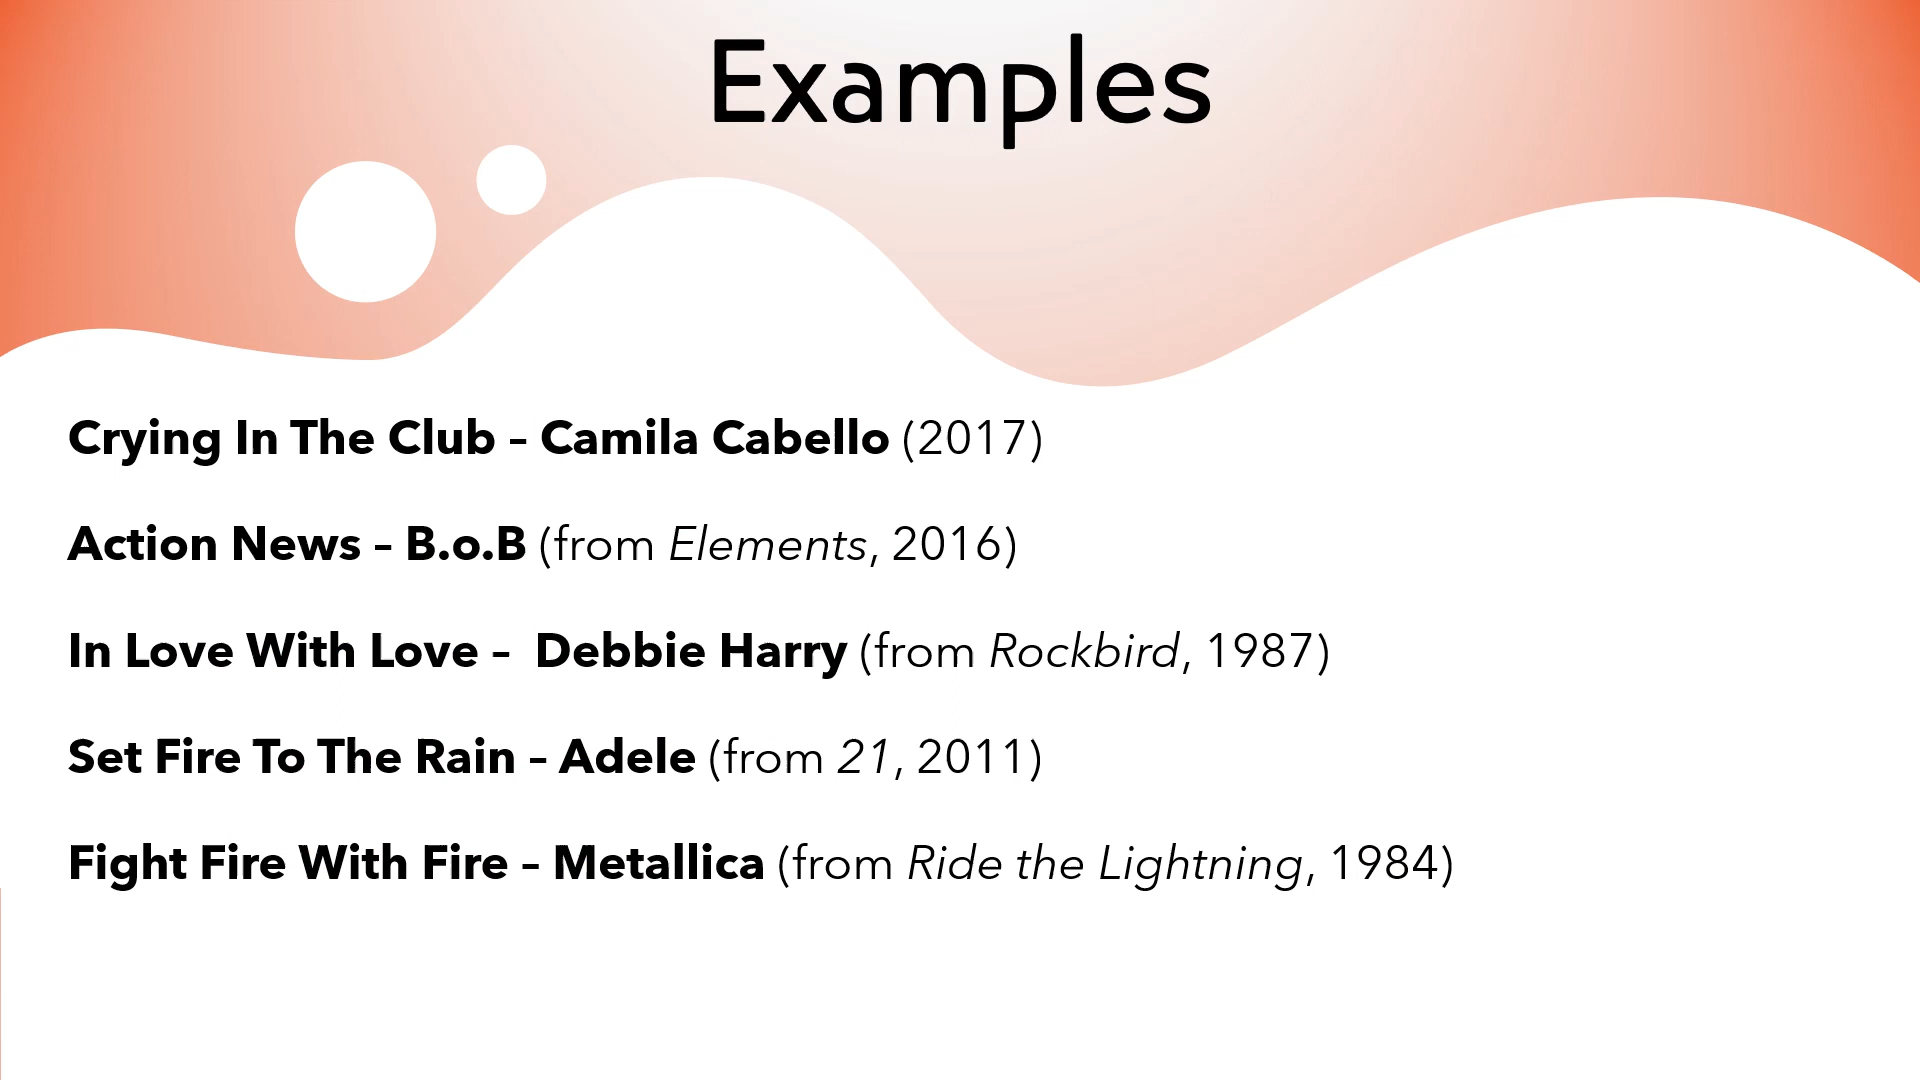 Examples
Crying In The Club – Camila Cabello (2017)
Action News – B.o.B (from Elements, 2016)
In Love With Love –  Debbie Harry (from Rockbird, 1987)
Set Fire To The Rain – Adele (from 21, 2011)
Fight Fire With Fire – Metallica (from Ride the Lightning, 1984)